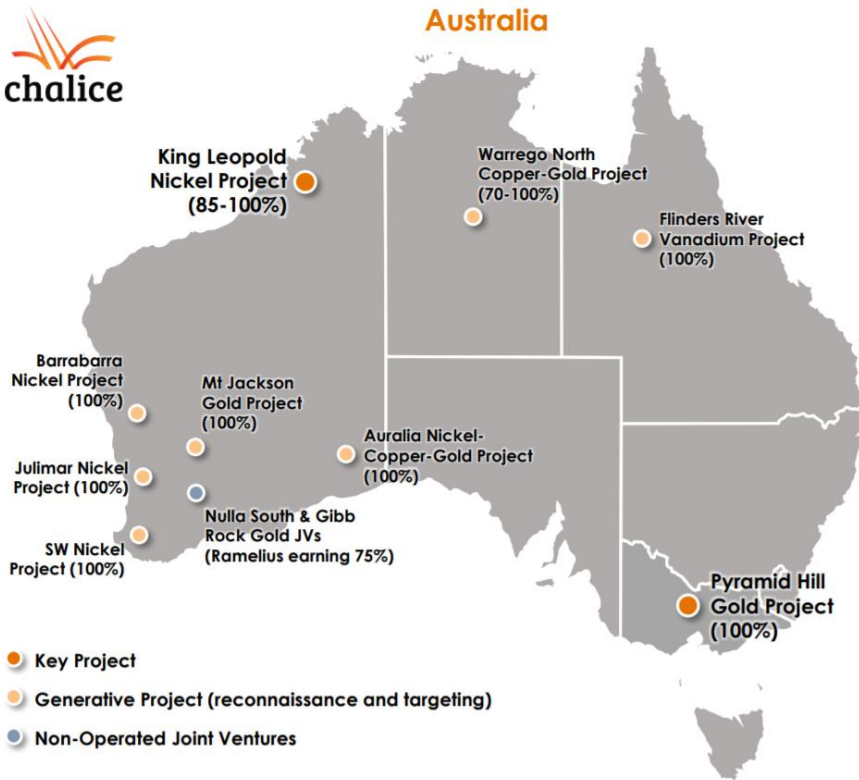 Australia
chalice
King Leopold
Nickel Project
(85-100%)
Warrego North
Copper-Gold Project
(70-100%)
Flinders River
Vanadium Project
(100%)
Barrabarra
Nickel Project
(100%)
Mt Jackson
Gold Project
(100%)
Auralia Nickel-
Copper-Gold Project
(100%)
Julimar Nickel
Project (100%)
Nulla South & Gibb
Rock Gold JVs
(Ramelius earning 75%)
SW Nickel
Project (100%)
Pyramid Hill
Gold Project
(100%)
Key Project
Generative Project (reconnaissance and targeting)
Non-Operated Joint Ventures